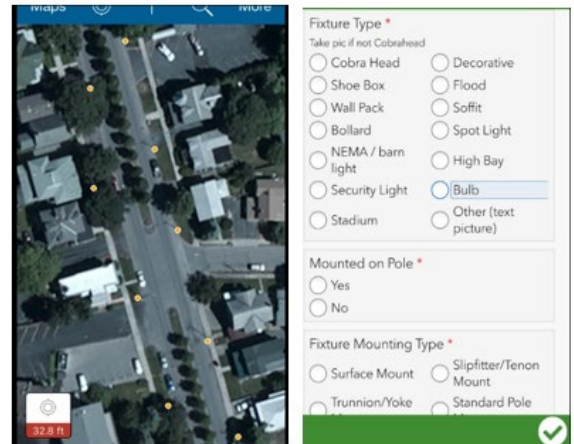 Maps
More
32.8 ft
Fixture Type *
Take pic if not Cobrahead
Cobra Head
Decorative
Shoe Box
Flood
Wall Pack
Soffit
Bollard
Spot Light
NEMA / barn
light
High Bay
Security Light
Bulb
Stadium
Other (text
picture)
Mounted on Pole *
Yes
No
Fixture Mounting Type *
Surface Mount
Slipfitter/Tenon
Mount
Trunnion/Yoke
Standard Pole